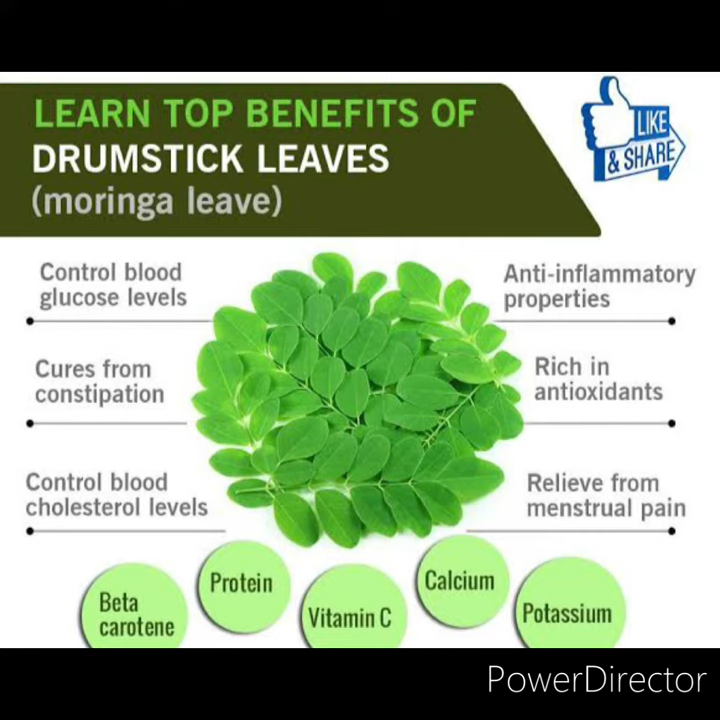 LEARN TOP BENEFITS OF
DRUMSTICK LEAVES
(moringa leave)
LIKE
& SHARE
Control blood
glucose levels
Anti-inflammatory
properties
Cures from
constipation
Rich in
antioxidants
Control blood
cholesterol levels
Relieve from
menstrual pain
Beta
carotene
Protein
Vitamin C
Calcium
Potassium
PowerDirector